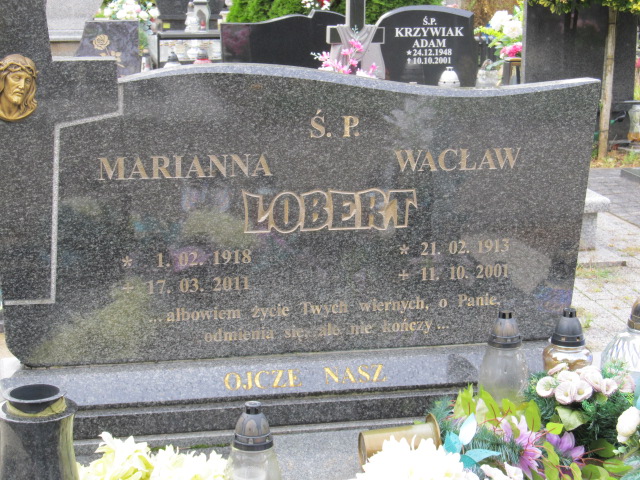 Ś.P.
KRZYWIAK
ADAM
* 24.12.1948
+ 10.10.2001
Ś. P.
MARIANNA WACŁAW
LOBERT
* 1. 02. 1918 * 21. 02. 1913
+ 17. 03. 2011 + 11. 10. 2001
...albowiem życie Twych wiernych, o Panie,
odmienia się, ale nie kończy...
OJCZE NASZ